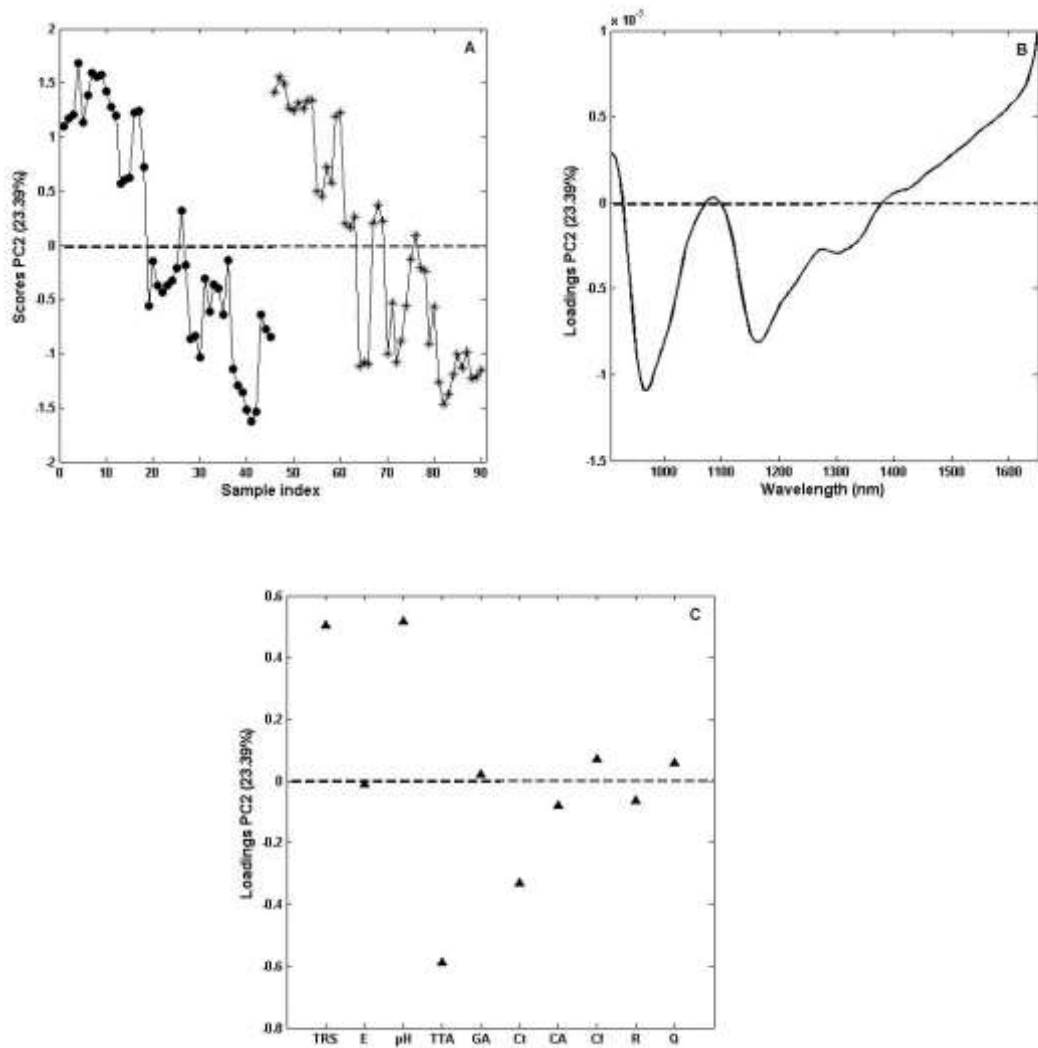 A
Scores PC2 (23.39%)
2
1.5
1
0.5
0
-0.5
-1
-1.5
-2
0 10 20 30 40 50 60 70 80 90
Sample index
B
× 10⁻³
Loadings PC2 (23.39%)
1
0.5
0
-0.5
-1
-1.5
1000 1100 1200 1300 1400 1500 1600
Wavelength (nm)
C
Loadings PC2 (23.39%)
0.6
0.4
0.2
0
-0.2
-0.4
-0.6
-0.8
TRS E pH TTA GA Ct CA Cf R Q